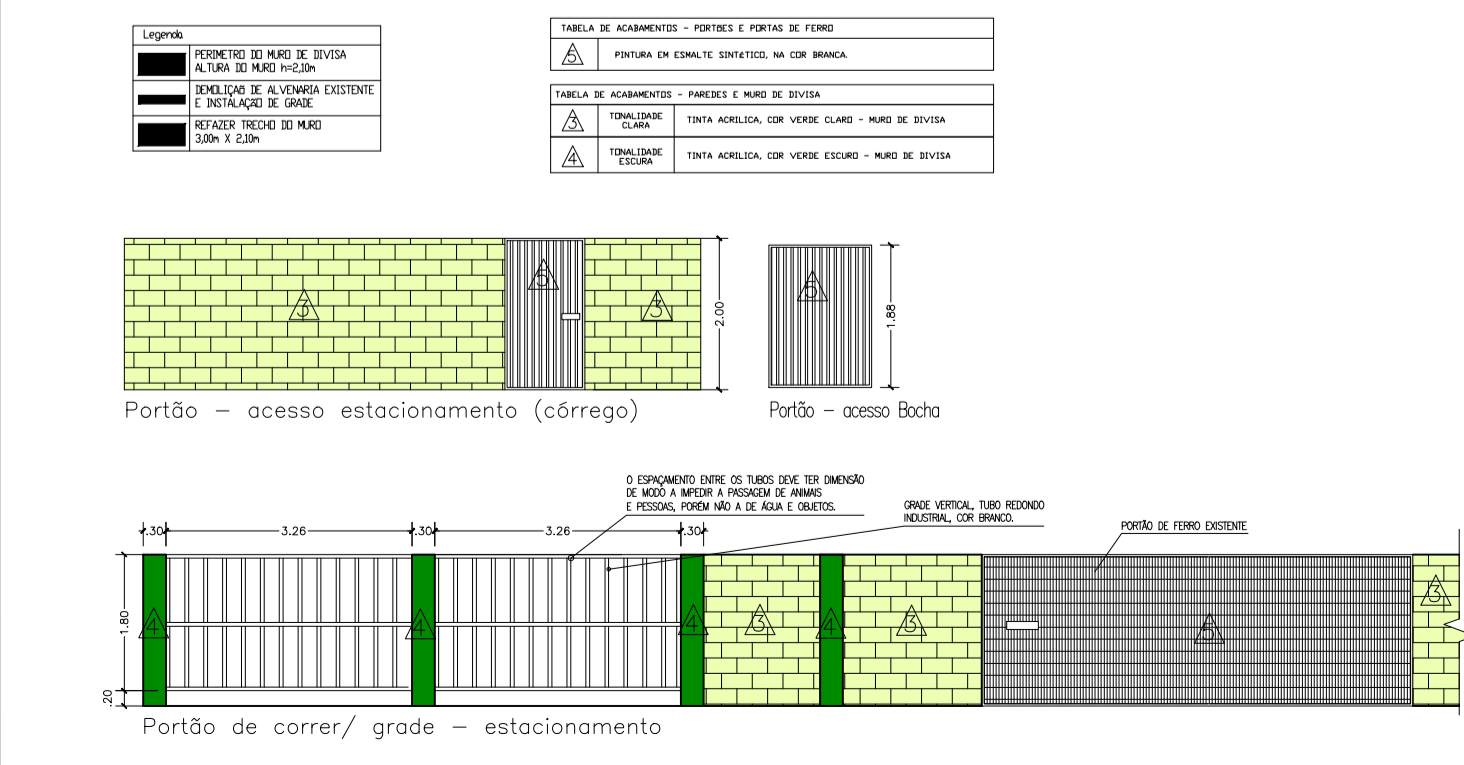 Legenda
PERIMETRO DO MURO DE DIVISA
ALTURA DO MURO h=2,10m
DEMOLIÇAÕ DE ALVENARIA EXISTENTE
E INSTALAÇÃO DE GRADE
REFAZER TRECHO DO MURO
3,00m X 2,10m
TABELA DE ACABAMENTOS - PORTÕES E PORTAS DE FERRO
5
PINTURA EM ESMALTE SINTÉTICO, NA COR BRANCA.
TABELA DE ACABAMENTOS - PAREDES E MURO DE DIVISA
3
TONALIDADE
CLARA
TINTA ACRILICA, COR VERDE CLARO - MURO DE DIVISA
4
TONALIDADE
ESCURA
TINTA ACRILICA, COR VERDE ESCURO - MURO DE DIVISA
3
5
3
2.00
5
1.88
Portão - acesso estacionamento (córrego)
Portão - acesso Bocha
O ESPAÇAMENTO ENTRE OS TUBOS DEVE TER DIMENSÃO
DE MODO A IMPEDIR A PASSAGEM DE ANIMAIS
E PESSOAS, PORÉM NÃO A DE ÁGUA E OBJETOS.
GRADE VERTICAL, TUBO REDONDO
INDUSTRIAL, COR BRANCO.
PORTÃO DE FERRO EXISTENTE
.30
3.26
.30
3.26
.30
1.80
.20
4
4
4
3
4
3
5
3
Portão de correr/ grade - estacionamento